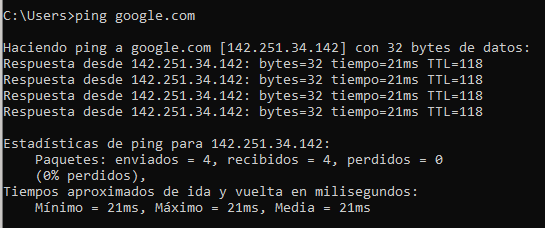 C:\Users>ping google.com
Haciendo ping a google.com [142.251.34.142] con 32 bytes de datos:
Respuesta desde 142.251.34.142: bytes=32 tiempo=21ms TTL=118
Respuesta desde 142.251.34.142: bytes=32 tiempo=21ms TTL=118
Respuesta desde 142.251.34.142: bytes=32 tiempo=21ms TTL=118
Respuesta desde 142.251.34.142: bytes=32 tiempo=21ms TTL=118
Estadísticas de ping para 142.251.34.142:
Paquetes: enviados = 4, recibidos = 4, perdidos = 0
(0% perdidos),
Tiempos aproximados de ida y vuelta en milisegundos:
Mínimo = 21ms, Máximo = 21ms, Media = 21ms